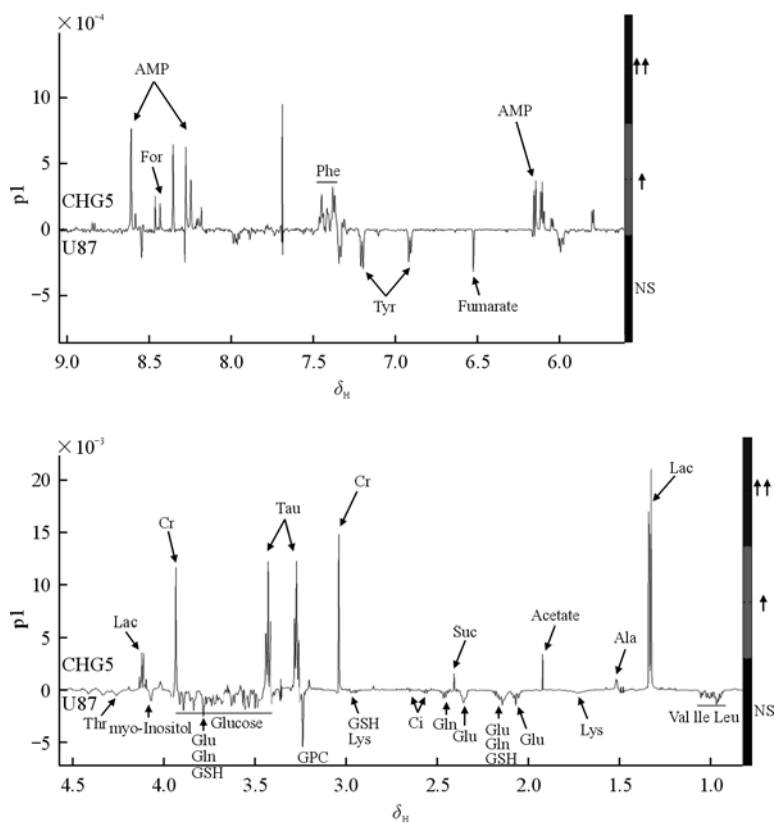 ×10⁻⁴
AMP
10
AMP
For
Phe
5
CHG5
p1
0
U87
Tyr
Fumarate
NS
−5
9.0 8.5 8.0 7.5 7.0 6.5 6.0
δH
×10⁻³
20
Lac
Cr
Tau
Cr
15
10
Lac
p1
Suc
Acetate
5
Ala
CHG5
0
U87
Thr
myo-Inositol
Glucose
GSH
Lys
Ci
Gln
Glu
Glu
Gln
GSH
Glu
Lys
Val Ile Leu
NS
Glu
Gln
GSH
GPC
−5
4.5 4.0 3.5 3.0 2.5 2.0 1.5 1.0
δH